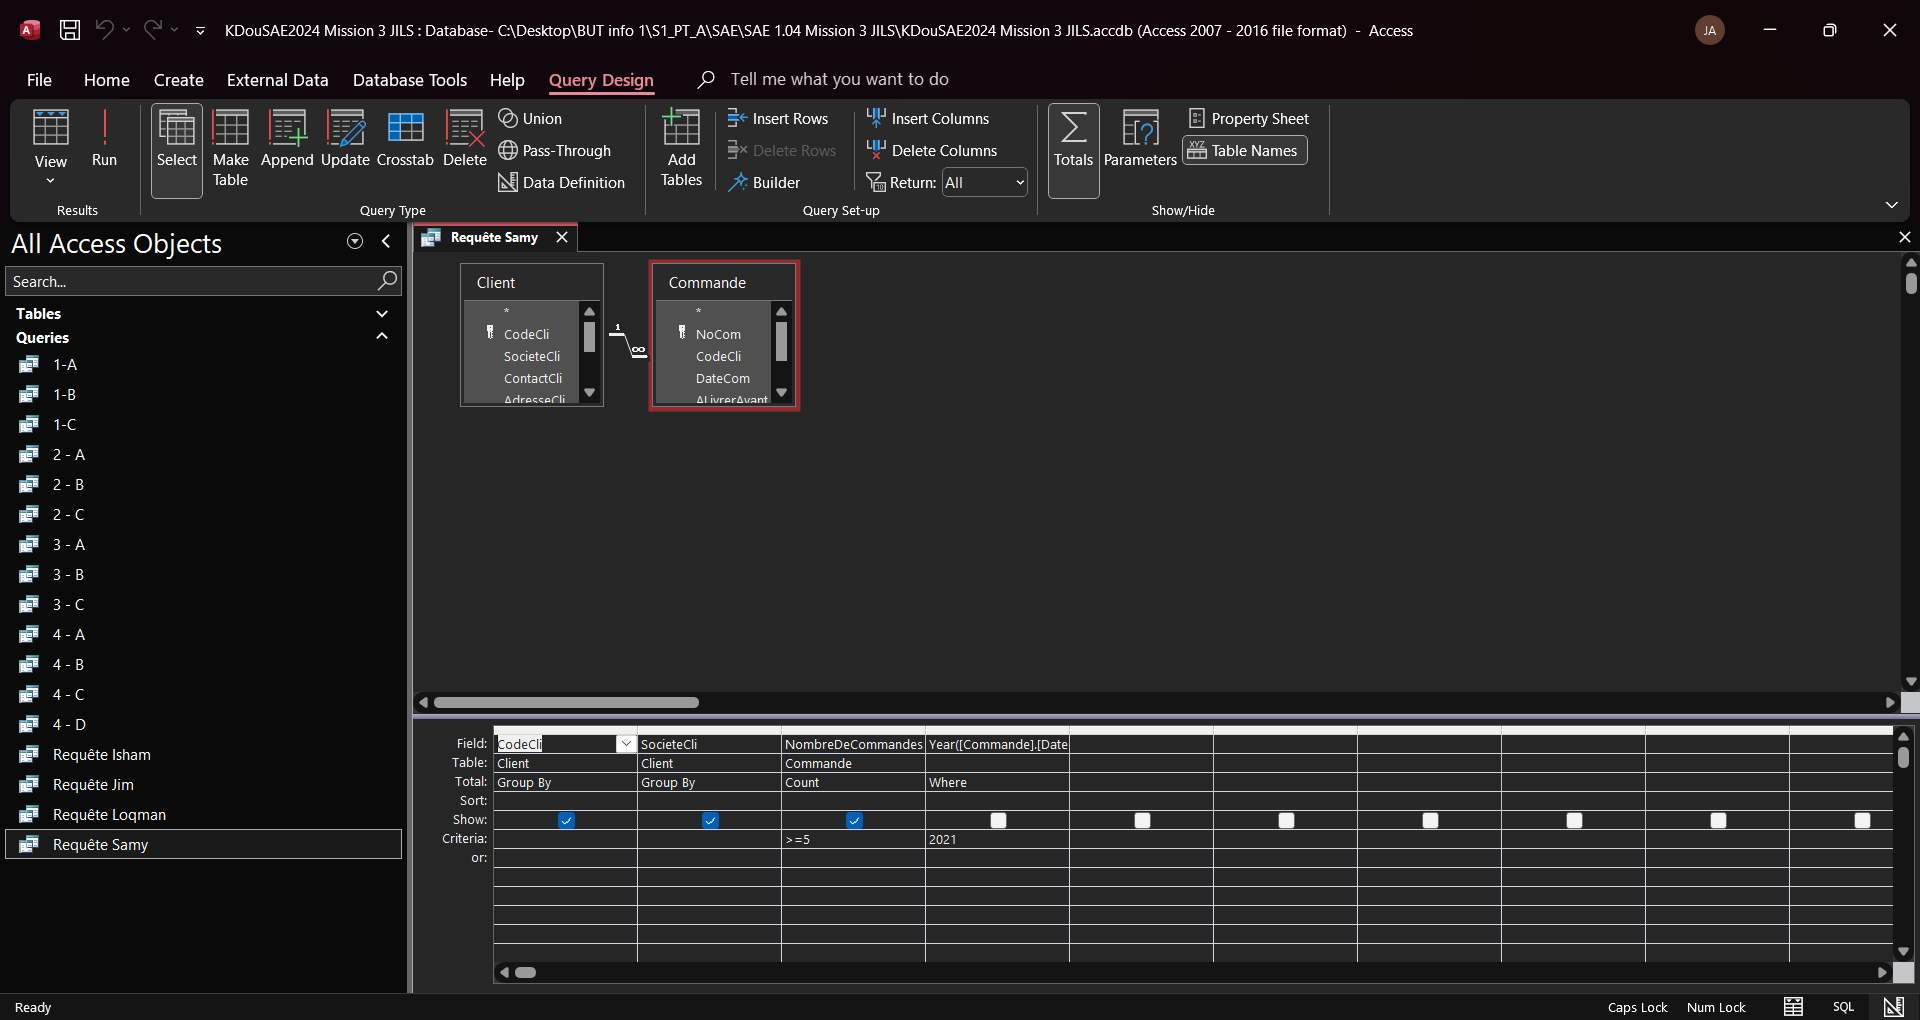 KDouSAE2024 Mission 3 JILS : Database- C:\Desktop\BUT info 1\S1_PT_A\SAE\SAE 1.04 Mission 3 JILS\KDouSAE2024 Mission 3 JILS.accdb (Access 2007 - 2016 file format) - Access
JA
File Home Create External Data Database Tools Help Query Design Tell me what you want to do
View
Run
Results
Select
Make Table
Append
Update
Crosstab
Delete
Union
Pass-Through
Data Definition
Query Type
Add Tables
Insert Rows
Delete Rows
Builder
Insert Columns
Delete Columns
Return: All
Query Set-up
Totals
Parameters
Property Sheet
XYZ Table Names
Show/Hide
All Access Objects
Search...
Tables
Queries
1-A
1-B
1-C
2 - A
2 - B
2 - C
3 - A
3 - B
3 - C
4 - A
4 - B
4 - C
4 - D
Requête Isham
Requête Jim
Requête Loqman
Requête Samy
Requête Samy
Client
*
CodeCli
SocieteCli
ContactCli
AdresseCli
1
∞
Commande
*
NoCom
CodeCli
DateCom
ALivrerAvant
Field: CodeCli SocieteCli NombreDeCommandes Year([Commande].[Date
Table: Client Client Commande
Total: Group By Group By Count Where
Sort:
Show:
Criteria: >=5 2021
or:
Ready
Caps Lock Num Lock SQL